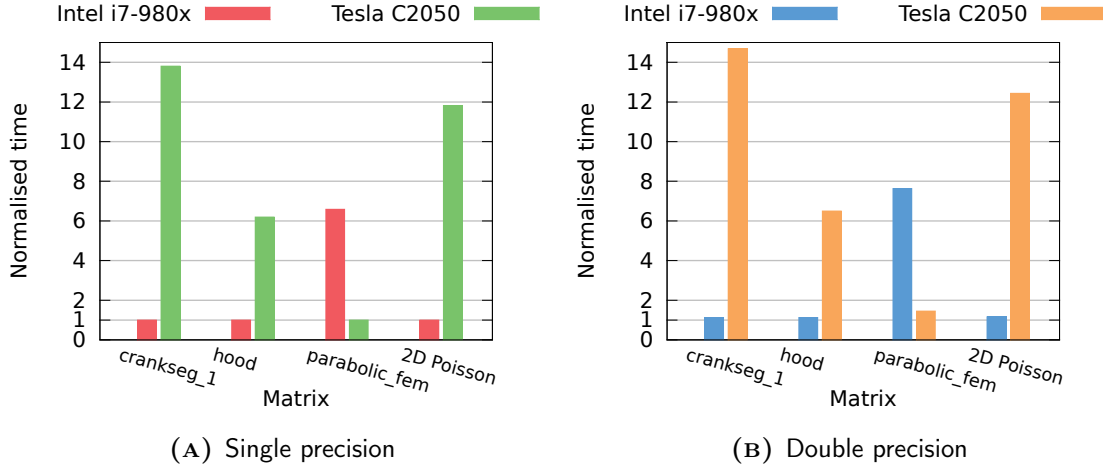 Intel i7-980x Tesla C2050
14
12
10
8
6
4
2
1
0
Normalised time
crankseg_1 hood parabolic_fem 2D Poisson
Matrix
(A) Single precision
Intel i7-980x Tesla C2050
14
12
10
8
6
4
2
1
0
Normalised time
crankseg_1 hood parabolic_fem 2D Poisson
Matrix
(B) Double precision